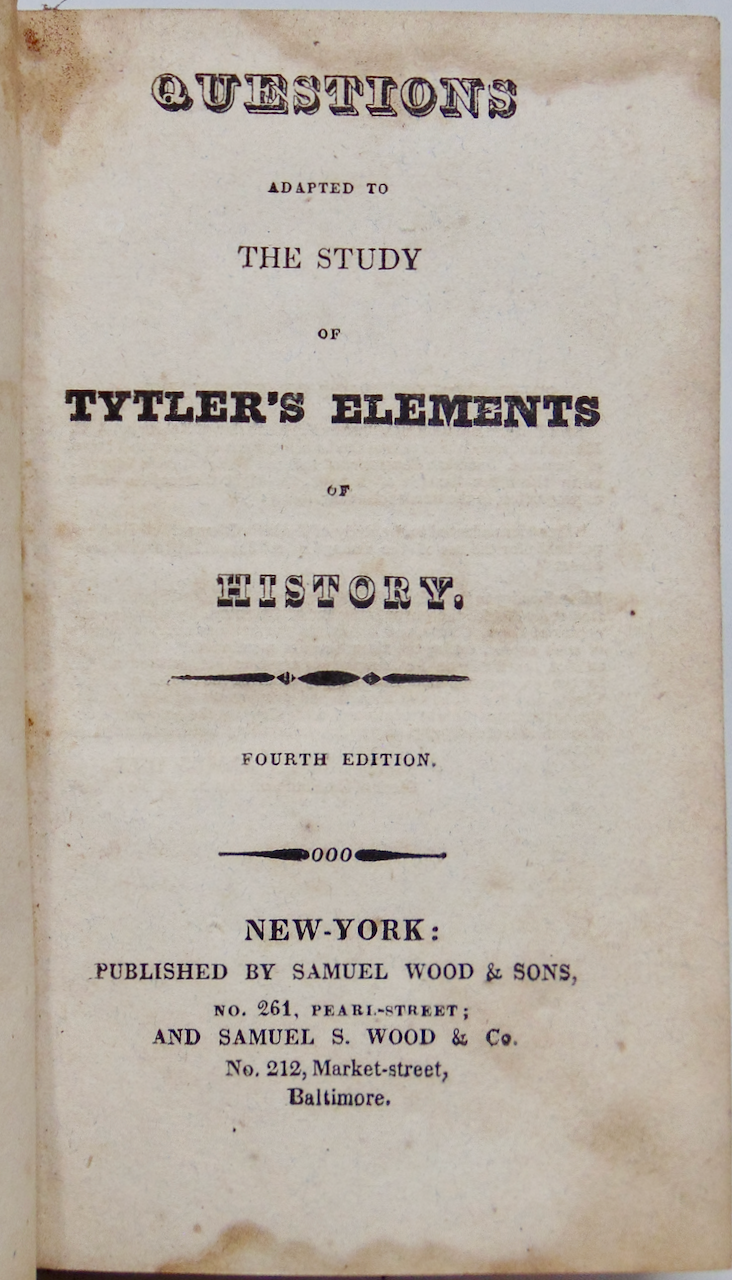 QUESTIONS
ADAPTED TO
THE STUDY
OF
TYTLER'S ELEMENTS
OF
HISTORY.
FOURTH EDITION.
ooo
NEW-YORK:
PUBLISHED BY SAMUEL WOOD & SONS,
NO. 261, PEARL-STREET;
AND SAMUEL S. WOOD & Co.
No. 212, Market-street,
Baltimore.